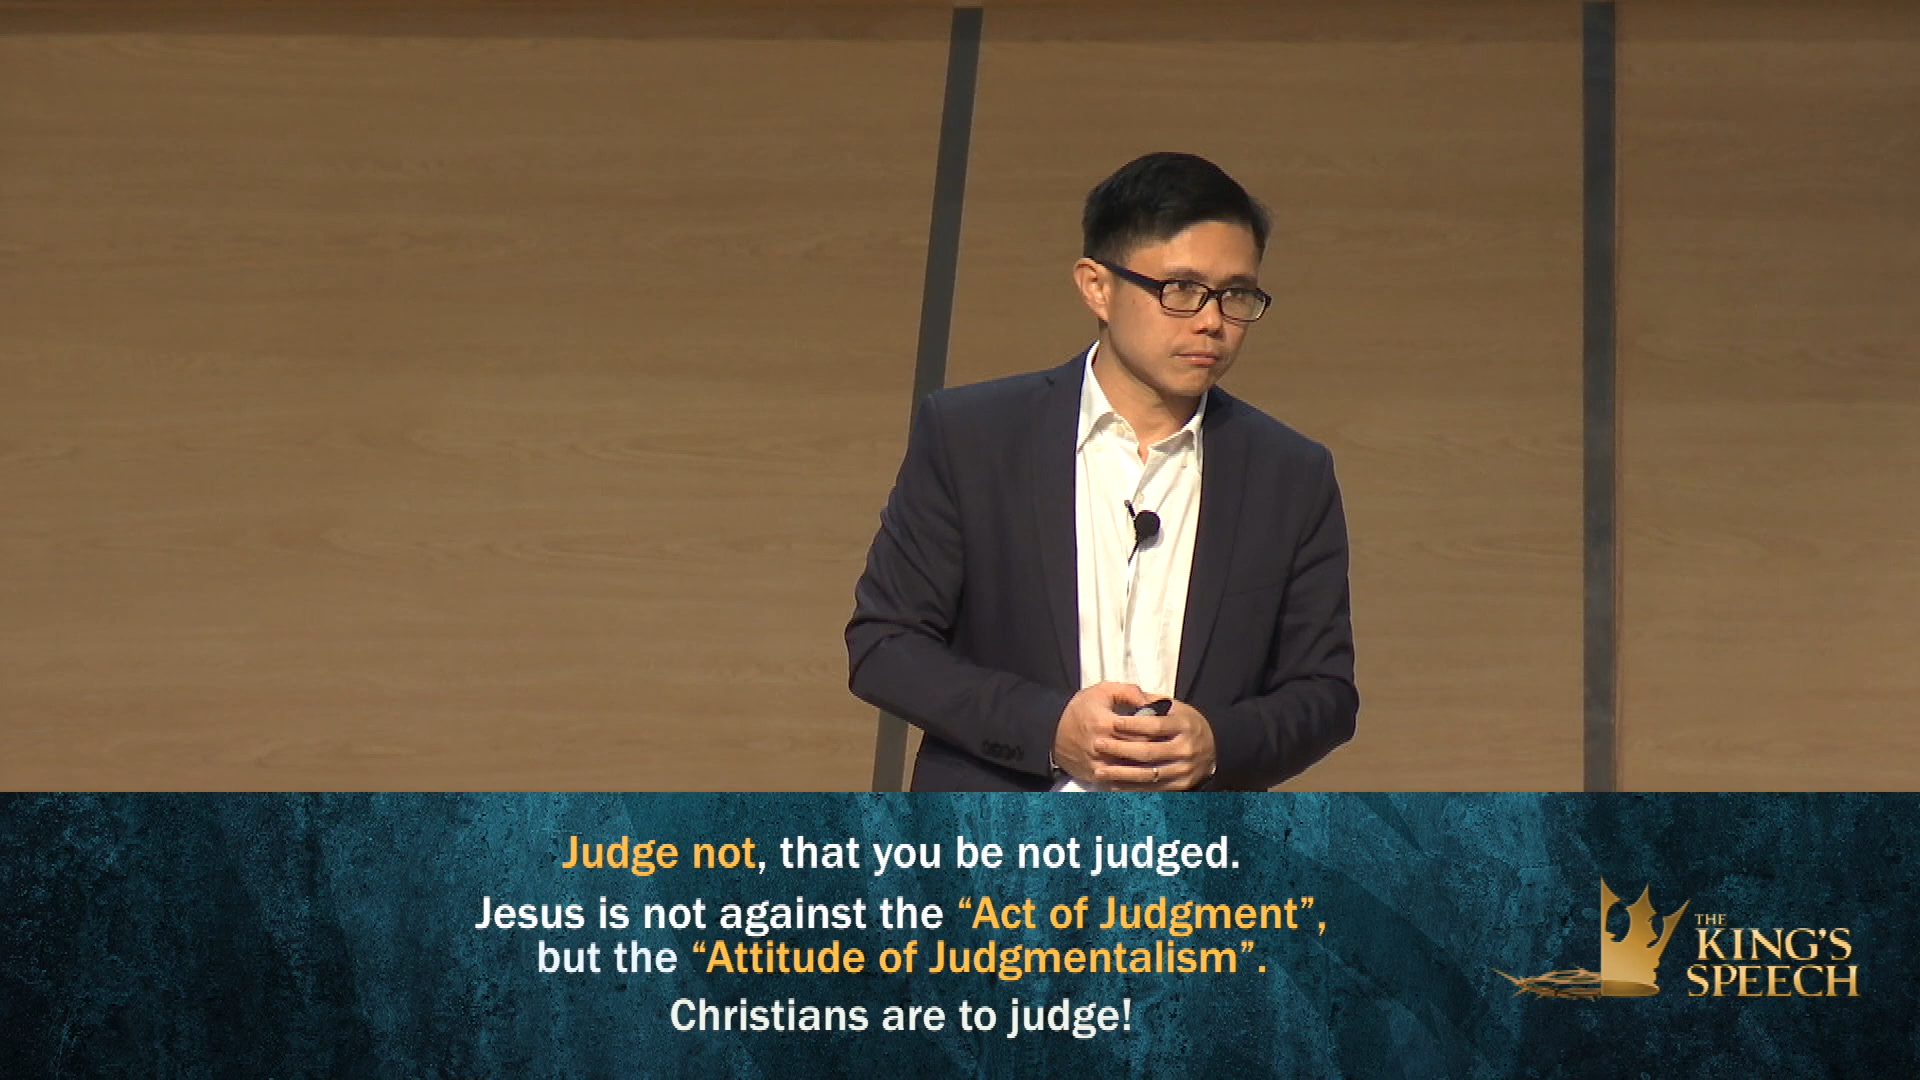 Judge not, that you be not judged.
Jesus is not against the “Act of Judgment”,
but the “Attitude of Judgmentalism”.
Christians are to judge!
THE
KING'S
SPEECH